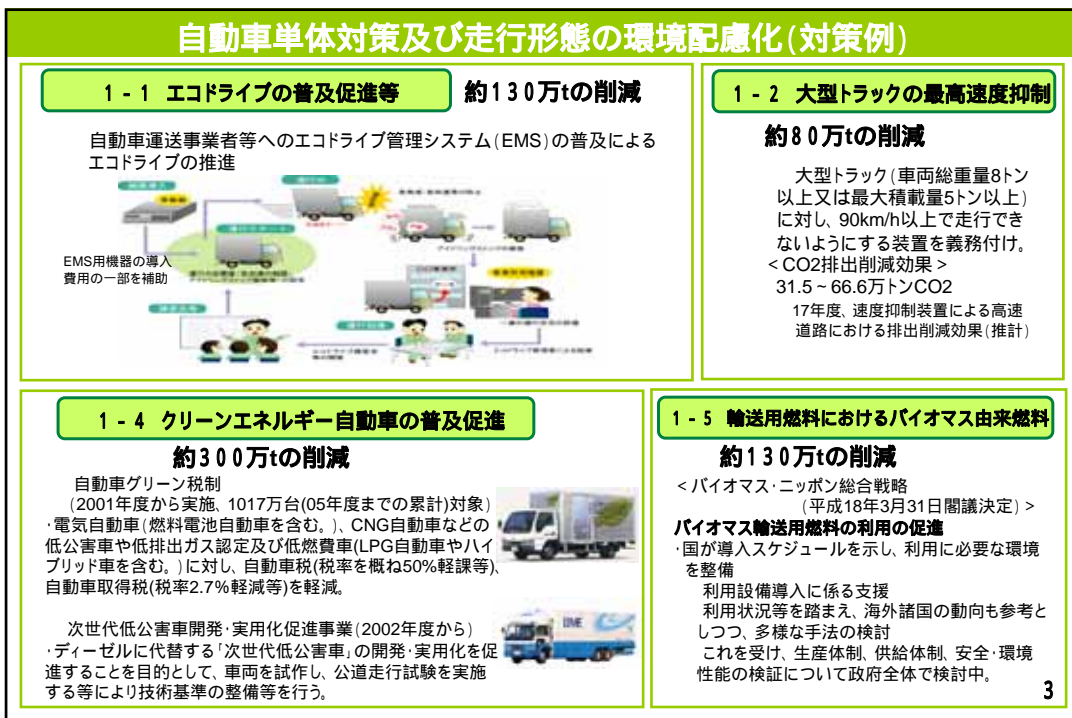 自動車単体対策及び走行形態の環境配慮化(対策例)
1-1 エコドライブの普及促進等
約130万tの削減
自動車運送事業者等へのエコドライブ管理システム(EMS)の普及による
エコドライブの推進
EMS用機器の導入
費用の一部を補助
1-2 大型トラックの最高速度抑制
約80万tの削減
大型トラック(車両総重量8トン
以上又は最大積載量5トン以上)
に対し、90km/h以上で走行でき
ないようにする装置を義務付け。
<CO2排出削減効果>
31.5~66.6万トンCO2
17年度、速度抑制装置による高速
道路における排出削減効果(推計)
1-4 クリーンエネルギー自動車の普及促進
約300万tの削減
自動車グリーン税制
(2001年度から実施、1017万台(05年度までの累計)対象)
・電気自動車(燃料電池自動車を含む。)、CNG自動車などの
低公害車や低排出ガス認定及び低燃費車(LPG自動車やハイ
ブリッド車を含む。)に対し、自動車税(税率を概ね50%軽課等)、
自動車取得税(税率2.7%軽減等)を軽減。
次世代低公害車開発・実用化促進事業(2002年度から)
・ディーゼルに代替する「次世代低公害車」の開発・実用化を促
進することを目的として、車両を試作し、公道走行試験を実施
する等により技術基準の整備等を行う。
DME
1-5 輸送用燃料におけるバイオマス由来燃料
約130万tの削減
<バイオマス・ニッポン総合戦略
(平成18年3月31日閣議決定)>
バイオマス輸送用燃料の利用の促進
・国が導入スケジュールを示し、利用に必要な環境
を整備
利用設備導入に係る支援
利用状況等を踏まえ、海外諸国の動向も参考と
しつつ、多様な手法の検討
これを受け、生産体制、供給体制、安全・環境
性能の検証について政府全体で検討中。
3